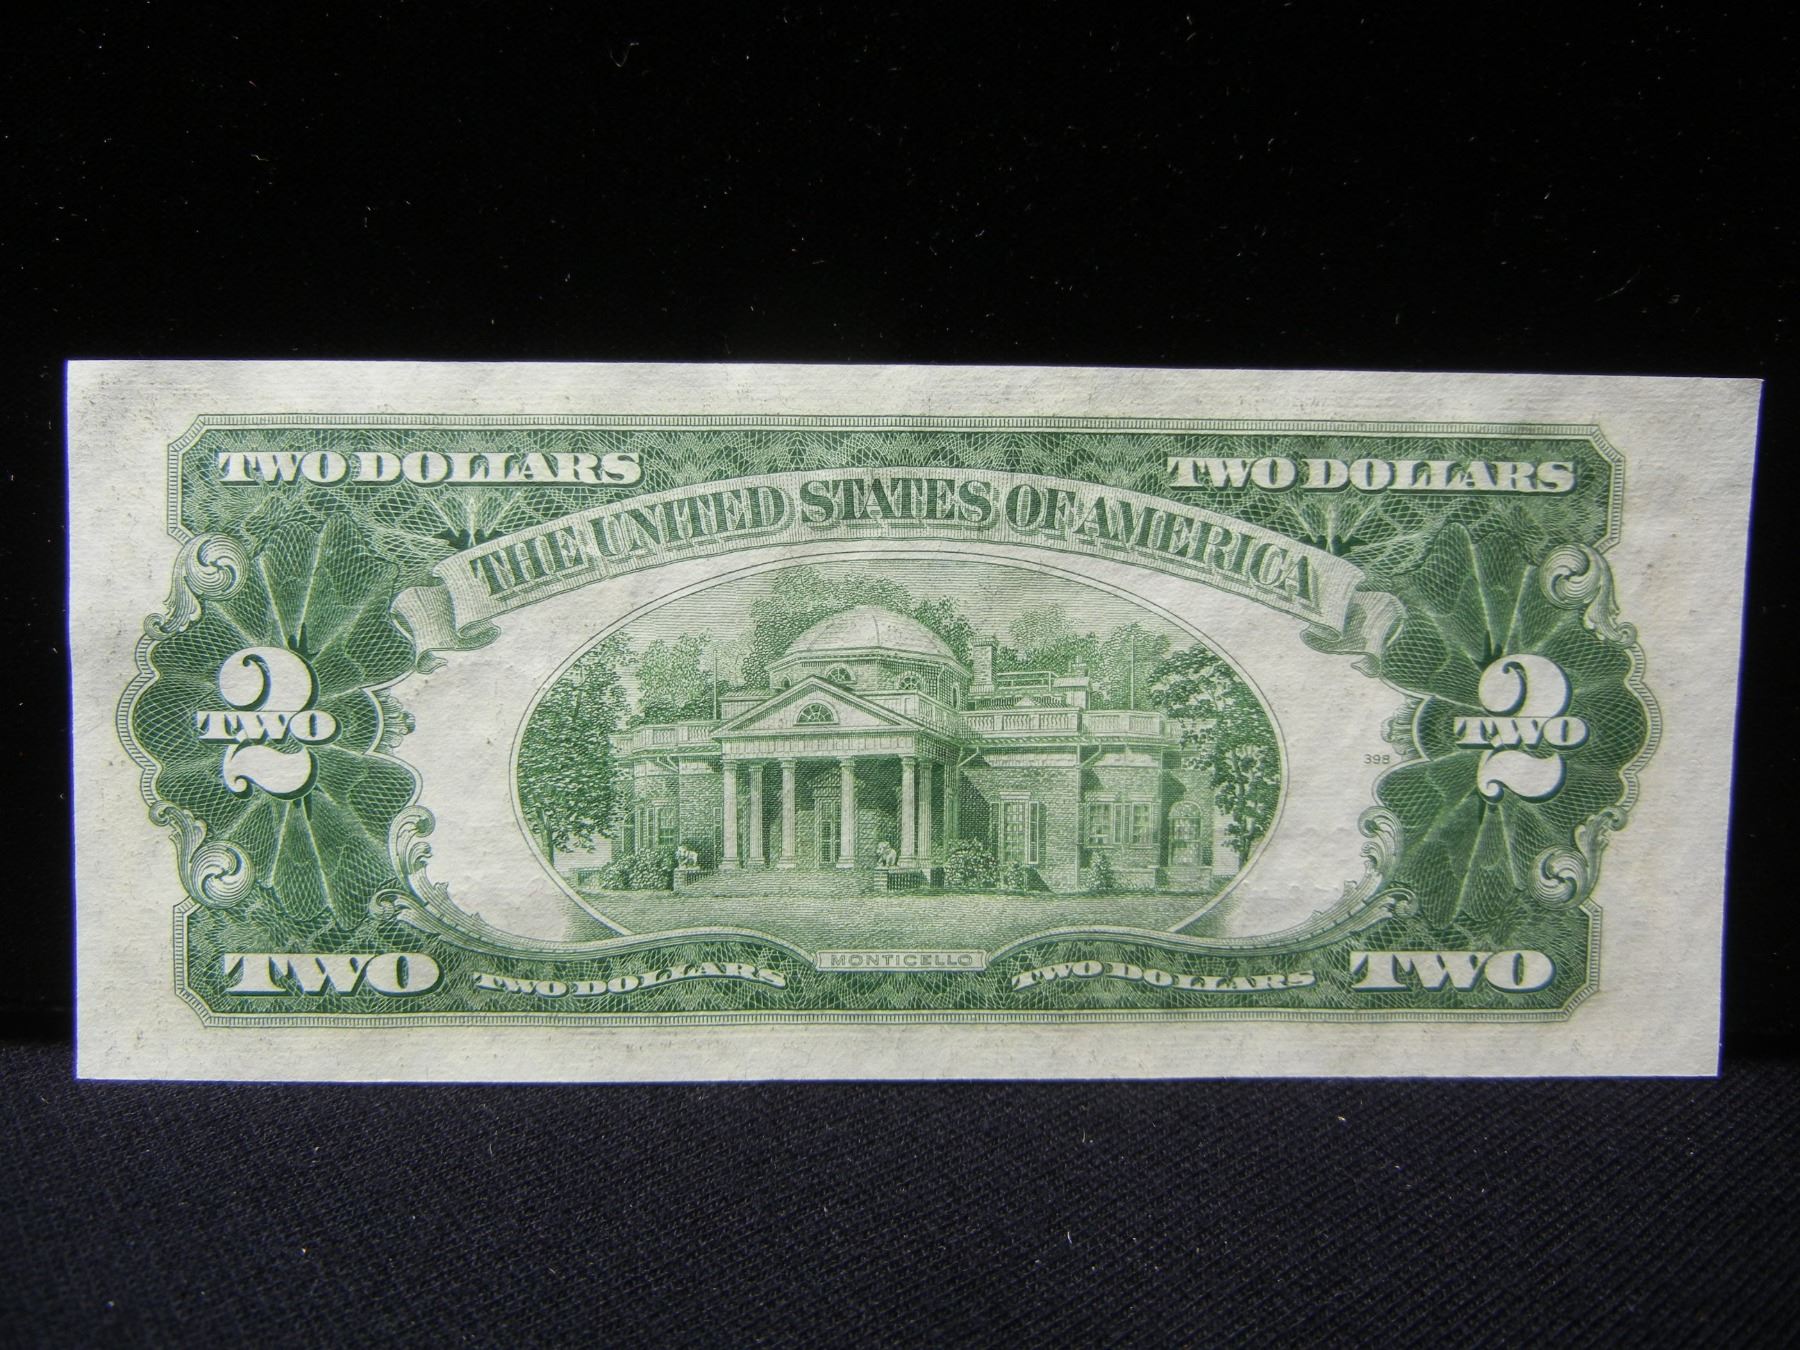 TWO DOLLARS TWO DOLLARS
THE UNITED STATES OF AMERICA
2 TWO 2 TWO
398
MONTICELLO
TWO TWO DOLLARS TWO DOLLARS TWO